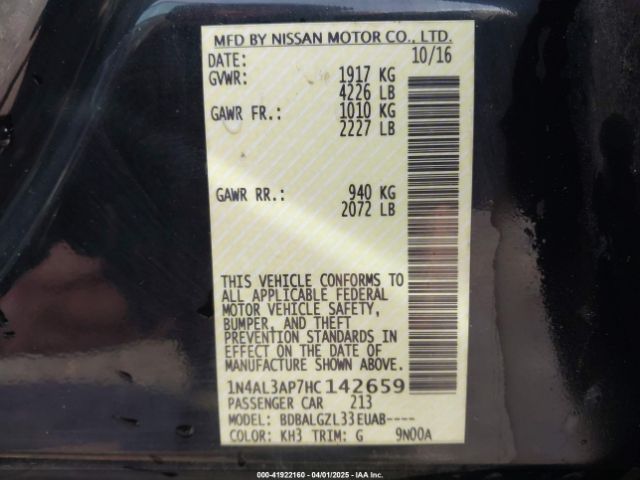 MFD BY NISSAN MOTOR CO., LTD.
DATE: 10/16
GVWR: 1917 KG
4226 LB
GAWR FR.: 1010 KG
2227 LB
GAWR RR.: 940 KG
2072 LB
THIS VEHICLE CONFORMS TO
ALL APPLICABLE FEDERAL
MOTOR VEHICLE SAFETY,
BUMPER, AND THEFT
PREVENTION STANDARDS IN
EFFECT ON THE DATE OF
MANUFACTURE SHOWN ABOVE.
1N4AL3AP7HC142659
PASSENGER CAR 213
MODEL: BDBALGZL33EUAB----
COLOR: KH3 TRIM: G 9N00A
000-41922160 - 04/01/2025 - IAAI